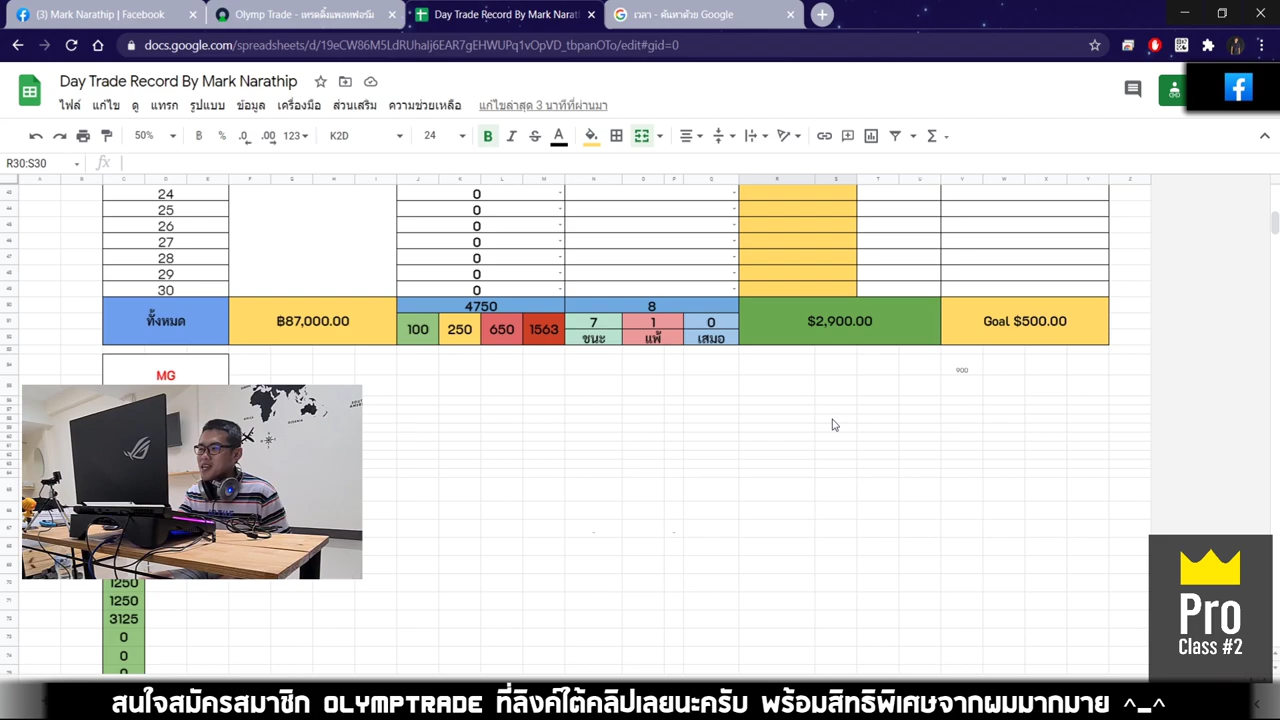 (3) Mark Narathip | Facebook
Olymp Trade - เทรดดิ้งแพลทฟอร์ม
Day Trade Record By Mark Narat
เวลา - ค้นหาด้วย Google
docs.google.com/spreadsheets/d/19eCW86M5LdRUhaIj6EAR7gEHWUPq1vOpVD_tbpanOTo/edit#gid=0
Day Trade Record By Mark Narathip
ไฟล์ แก้ไข ดู แทรก รูปแบบ ข้อมูล เครื่องมือ ส่วนเสริม ความช่วยเหลือ แก้ไขล่าสุด 3 นาทีที่ผ่านมา
50% ฿ % .0 .00 123 K2D 24 B I S A
R30:S30 fx
24 0 - -
25 0 - -
26 0 - -
27 0 - -
28 0 - -
29 0 - -
30 0 - -
ทั้งหมด ฿87,000.00 4750 8 $2,900.00 Goal $500.00
100 250 650 1563 7 1 0
ชนะ แพ้ เสมอ
MG
900
1250
1250
3125
0
0
Pro
Class #2
สนใจสมัครสมาชิก OLYMPTRADE ที่ลิงค์ใต้คลิปเลยนะครับ พร้อมสิทธิพิเศษจากผมมากมาย ^_^